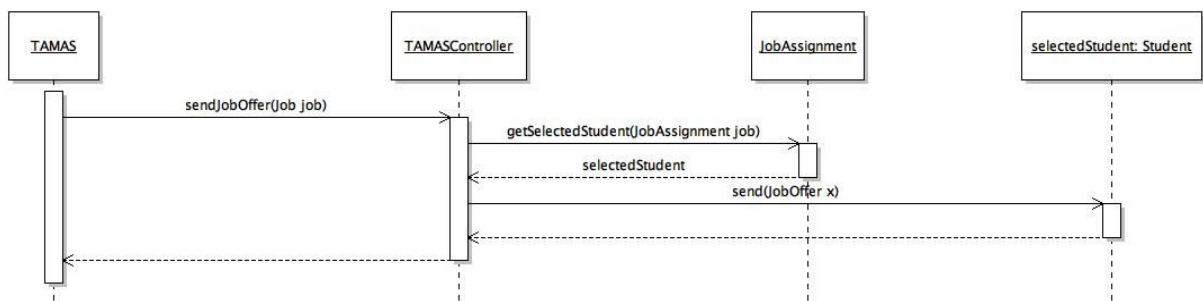 TAMAS
TAMASController
JobAssignment
selectedStudent: Student
sendJobOffer(Job job)
getSelectedStudent(JobAssignment job)
selectedStudent
send(JobOffer x)